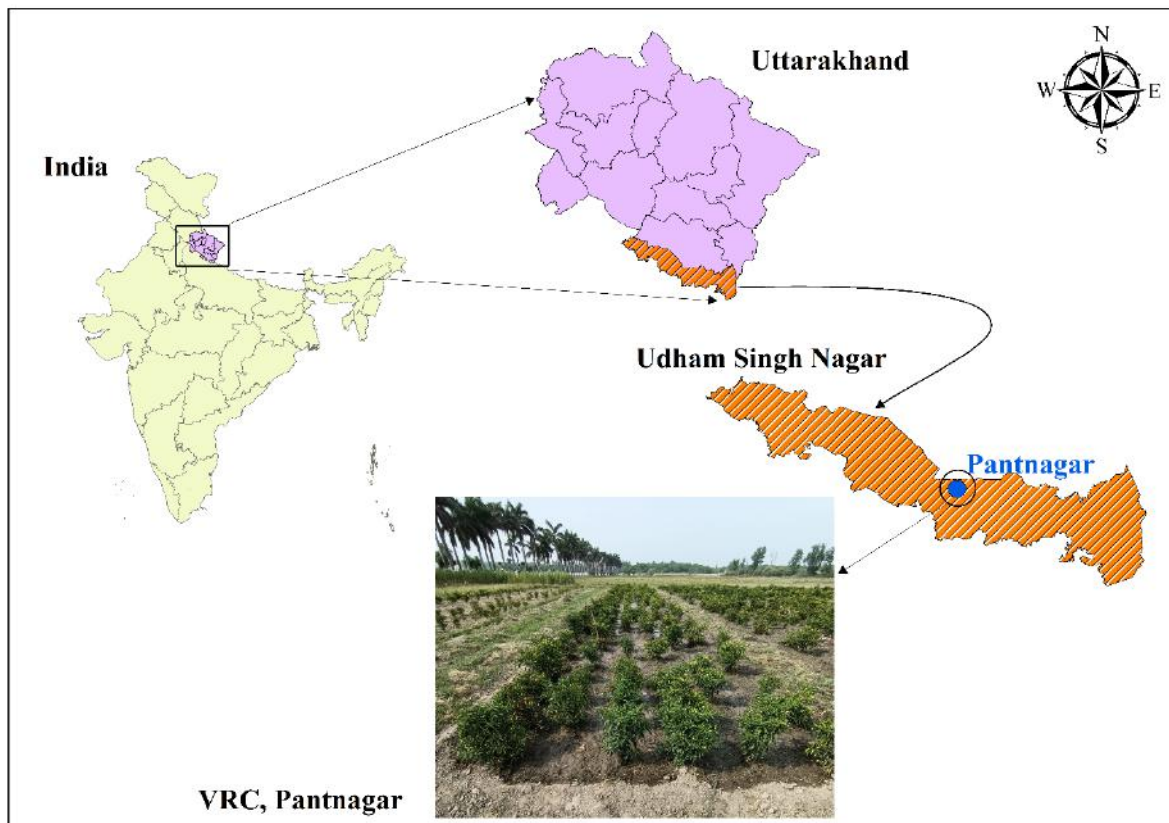 Uttarakhand
N
W
E
S
India
Udham Singh Nagar
Pantnagar
VRC, Pantnagar